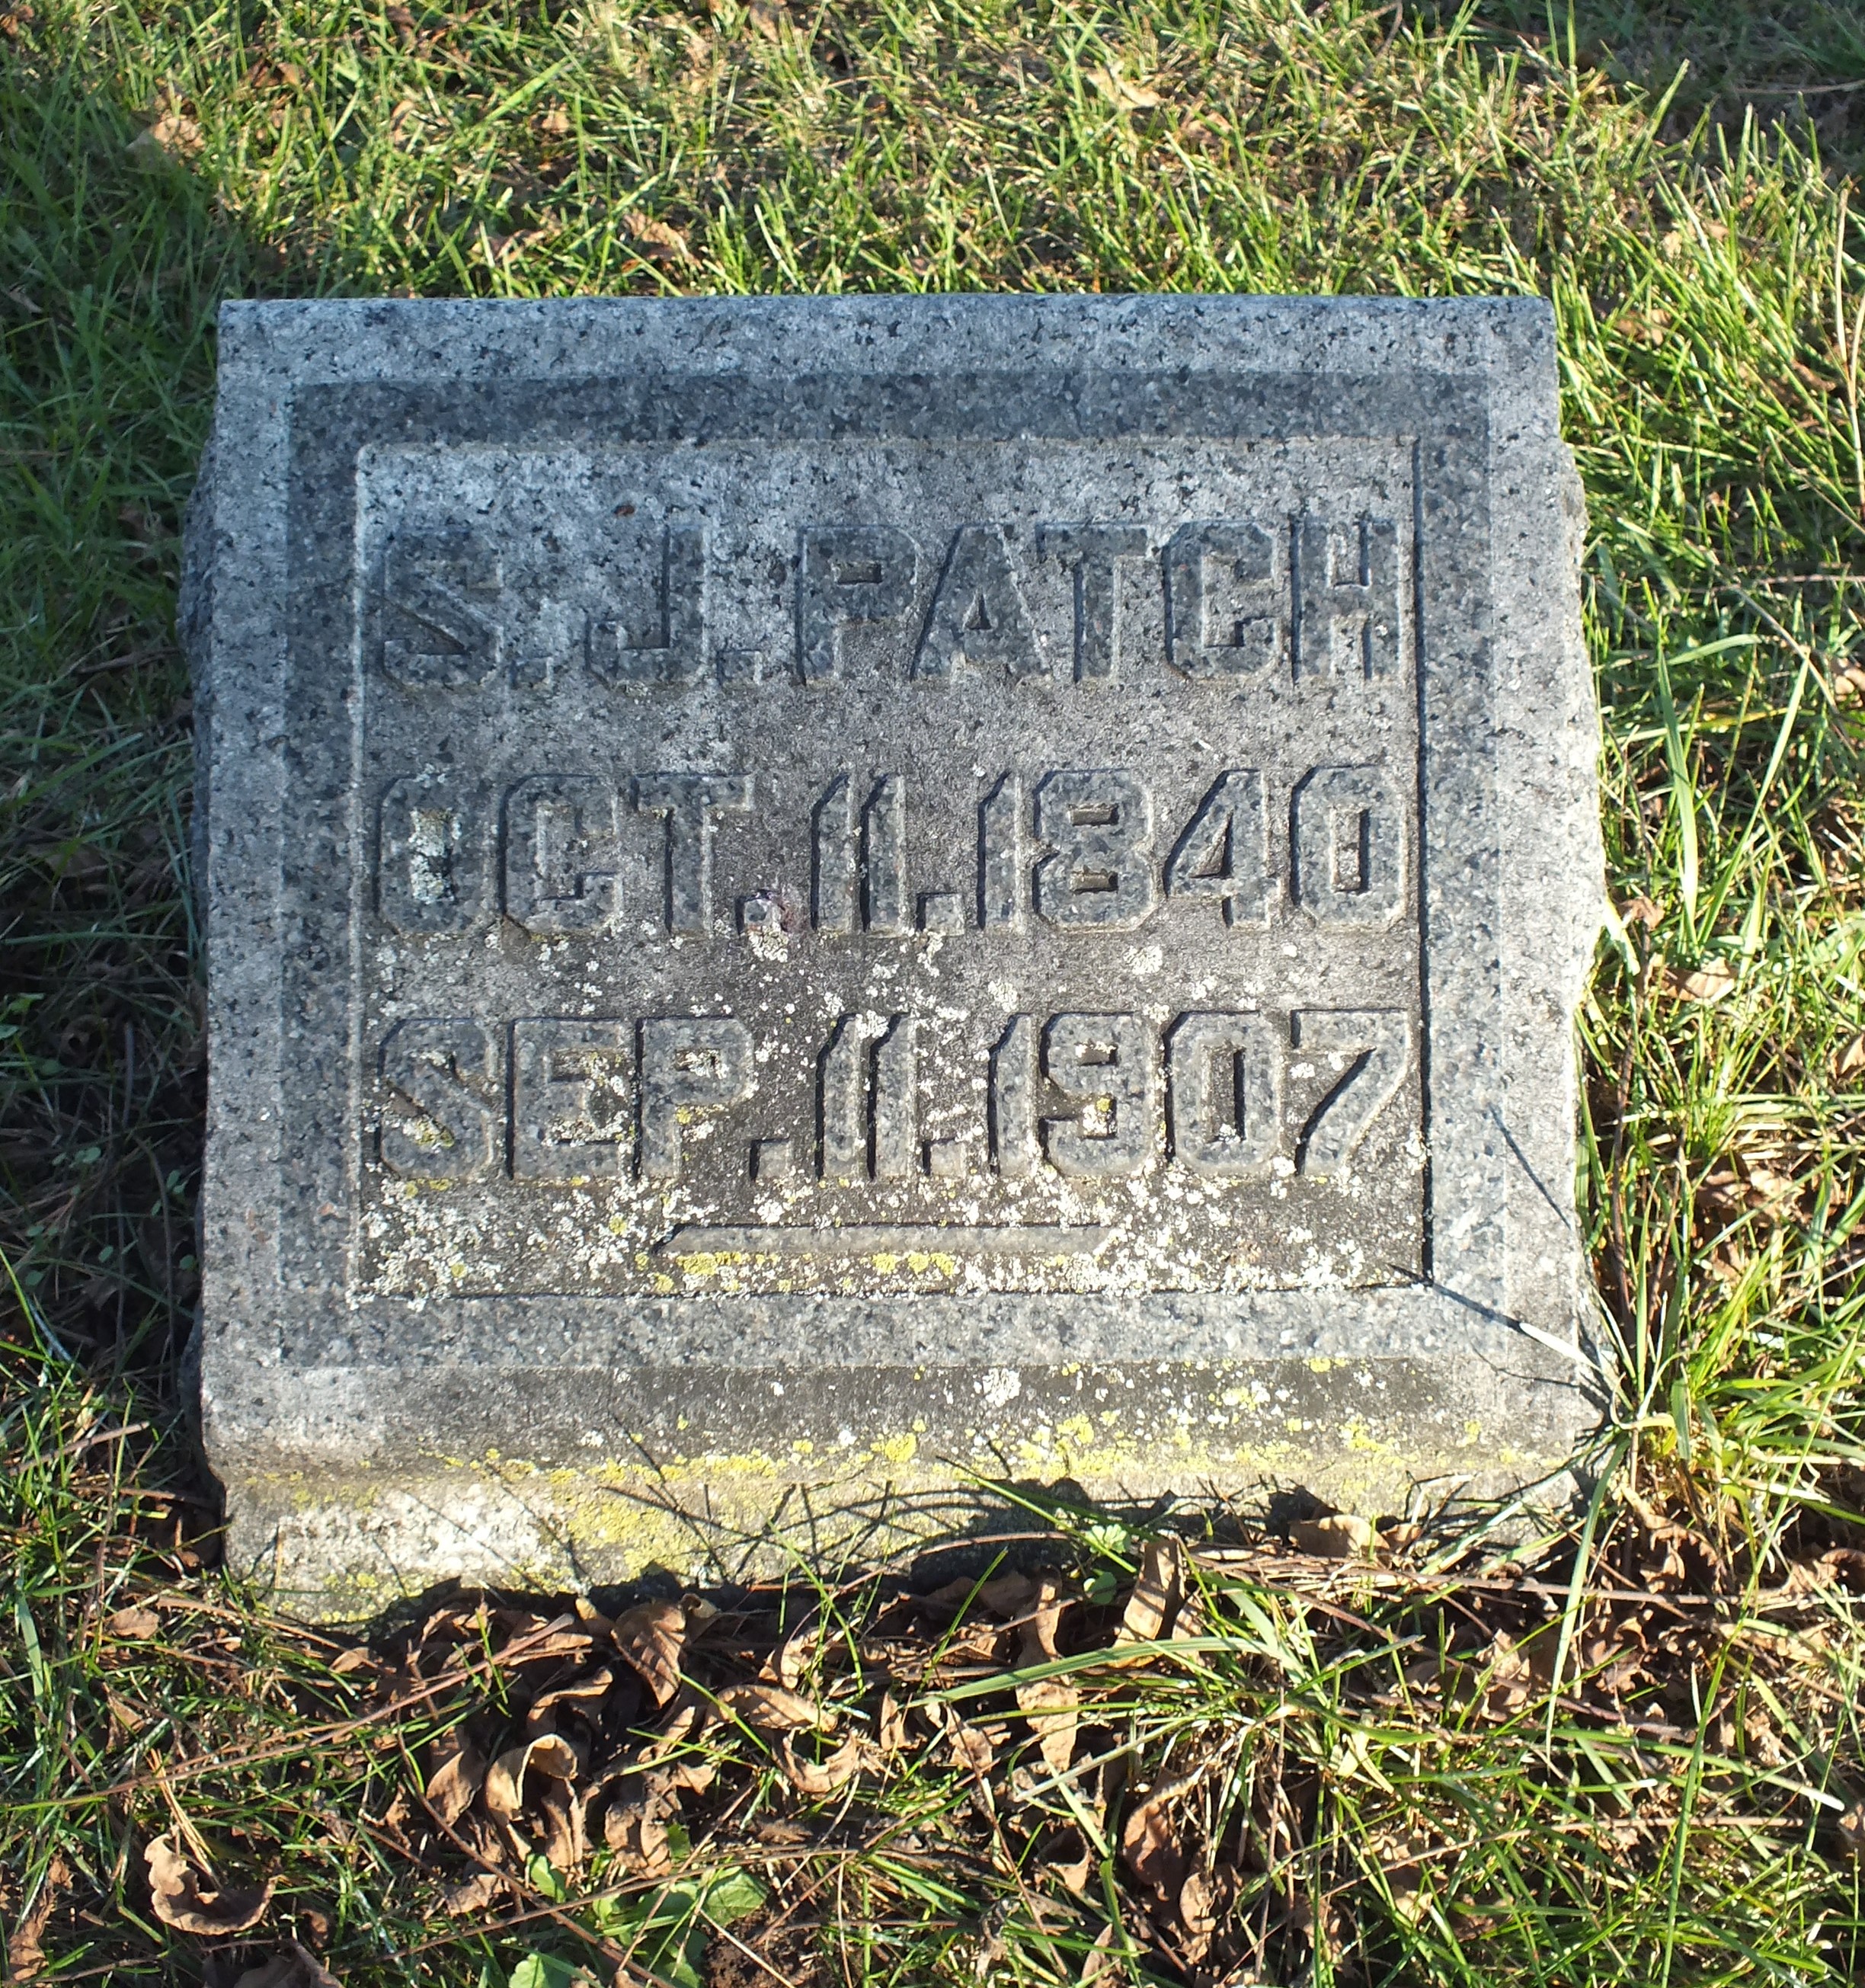 S. J. PATCH
OCT. 11. 1840
SEP. 11. 1907